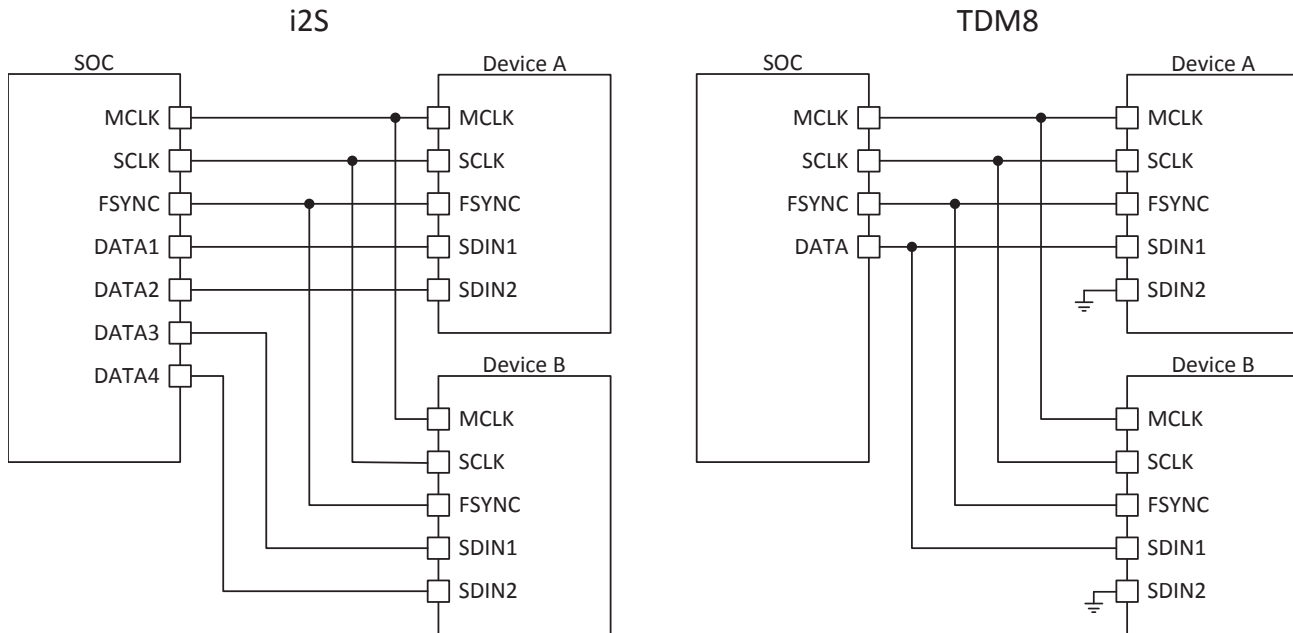 i2S
SOC
MCLK
SCLK
FSYNC
DATA1
DATA2
DATA3
DATA4
Device A
MCLK
SCLK
FSYNC
SDIN1
SDIN2
Device B
MCLK
SCLK
FSYNC
SDIN1
SDIN2
TDM8
SOC
MCLK
SCLK
FSYNC
DATA
Device A
MCLK
SCLK
FSYNC
SDIN1
SDIN2
Device B
MCLK
SCLK
FSYNC
SDIN1
SDIN2